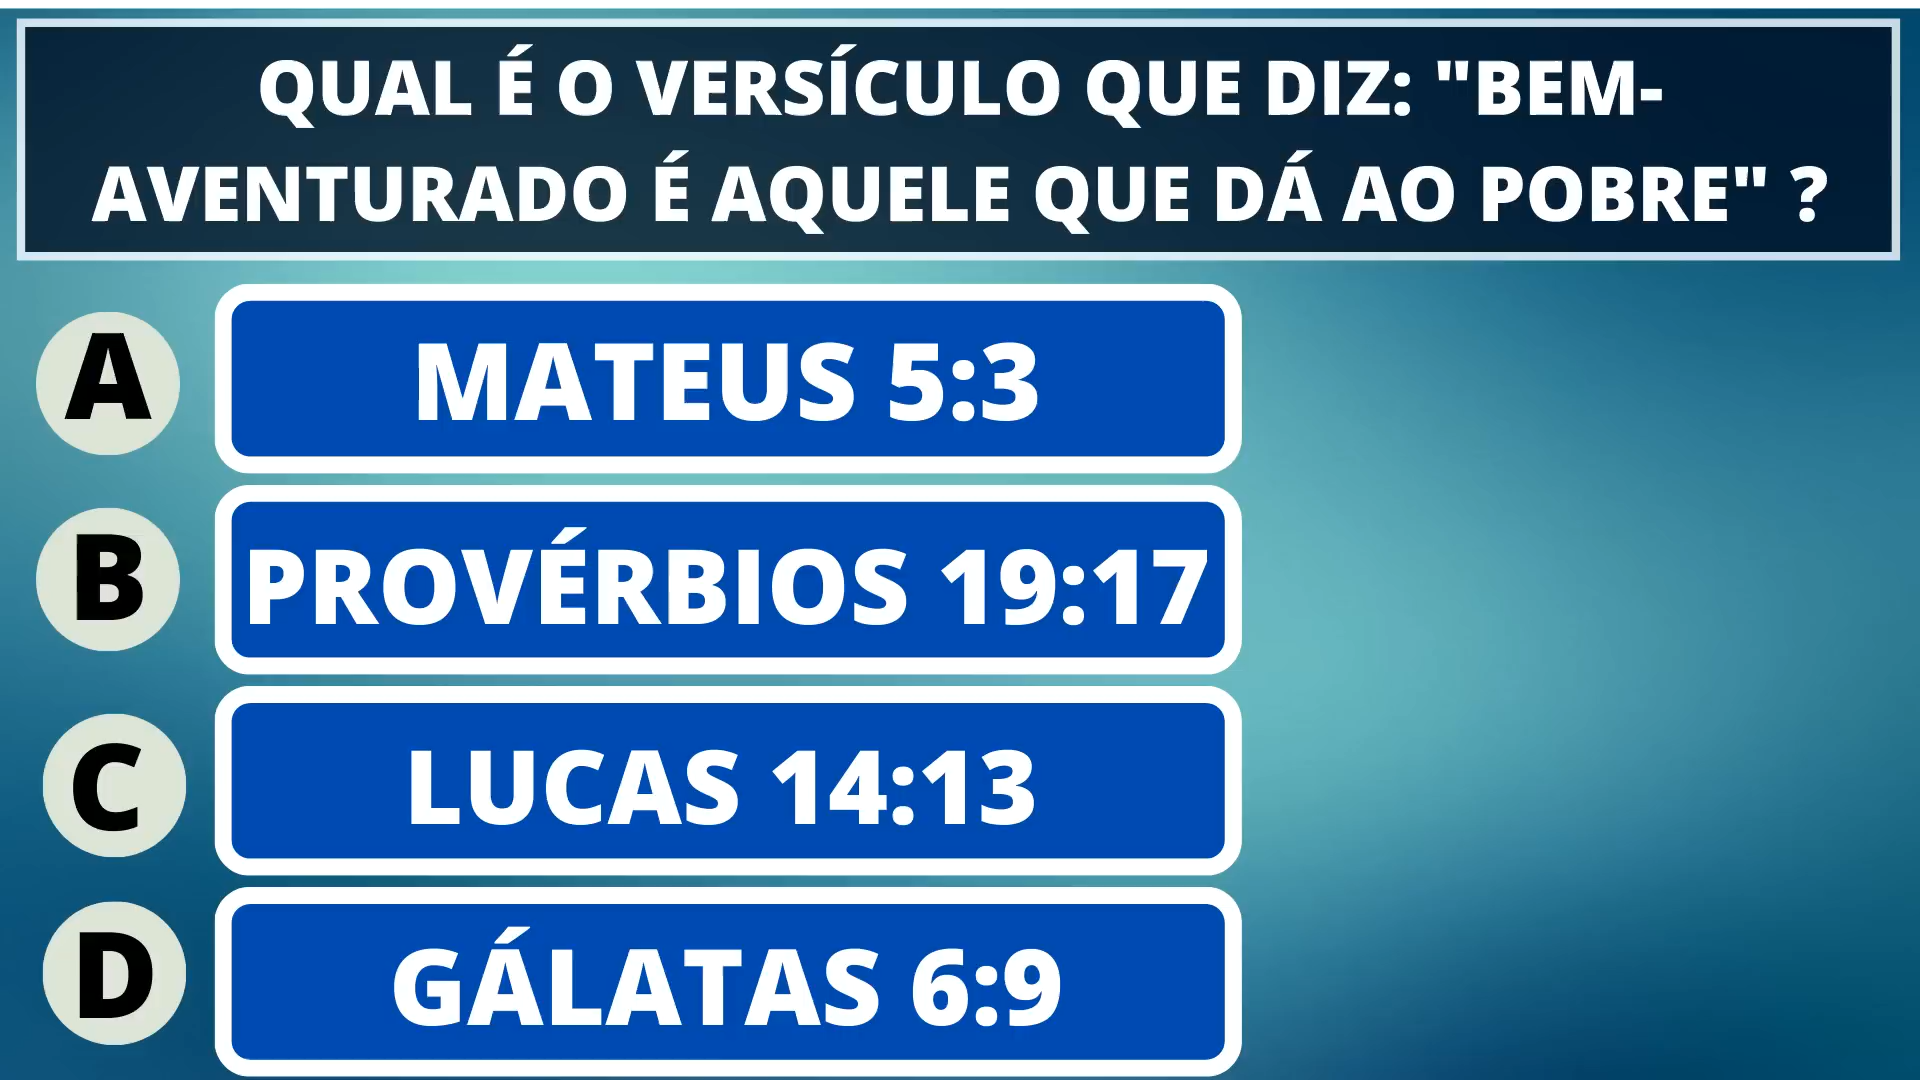 QUAL É O VERSÍCULO QUE DIZ: "BEM-
AVENTURADO É AQUELE QUE DÁ AO POBRE" ?
A
MATEUS 5:3
B
PROVÉRBIOS 19:17
C
LUCAS 14:13
D
GÁLATAS 6:9